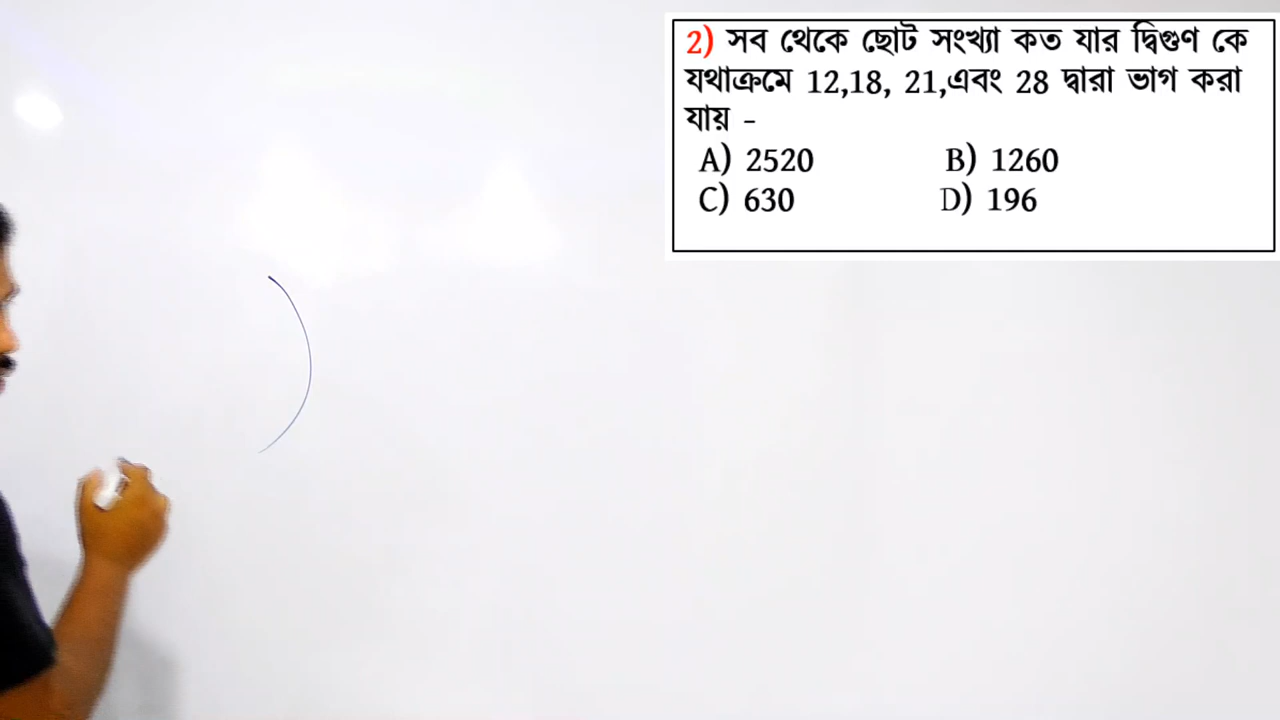 2) সব থেকে ছোট সংখ্যা কত যার দ্বিগুণ কে
যথাক্রমে 12,18, 21,এবং 28 দ্বারা ভাগ করা
যায় -
A) 2520 B) 1260
C) 630 D) 196